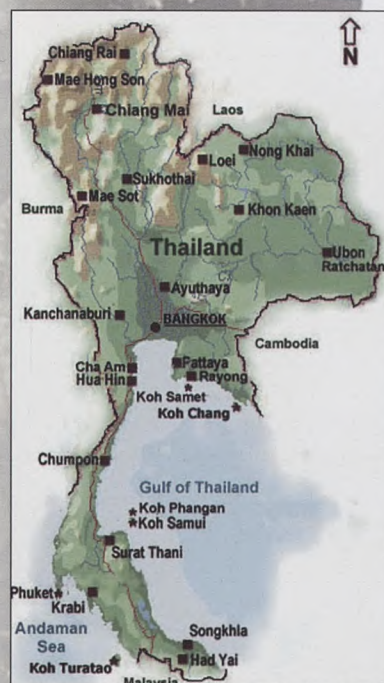 N
Chiang Rai
Mae Hong Son
Chiang Mai
Laos
Loei
Nong Khai
Sukhothai
Burma
Mae Sot
Khon Kaen
Thailand
Ubon
Ratchatan
Ayuthaya
Kanchanaburi
BANGKOK
Cambodia
Cha Am
Pattaya
Hua Hin
Rayong
Koh Samet
Koh Chang
Chumpon
Gulf of Thailand
Koh Phangan
Koh Samui
Surat Thani
Phuket
Krabi
Andaman
Sea
Songkhla
Koh Turatao
Had Yai
Malaysia